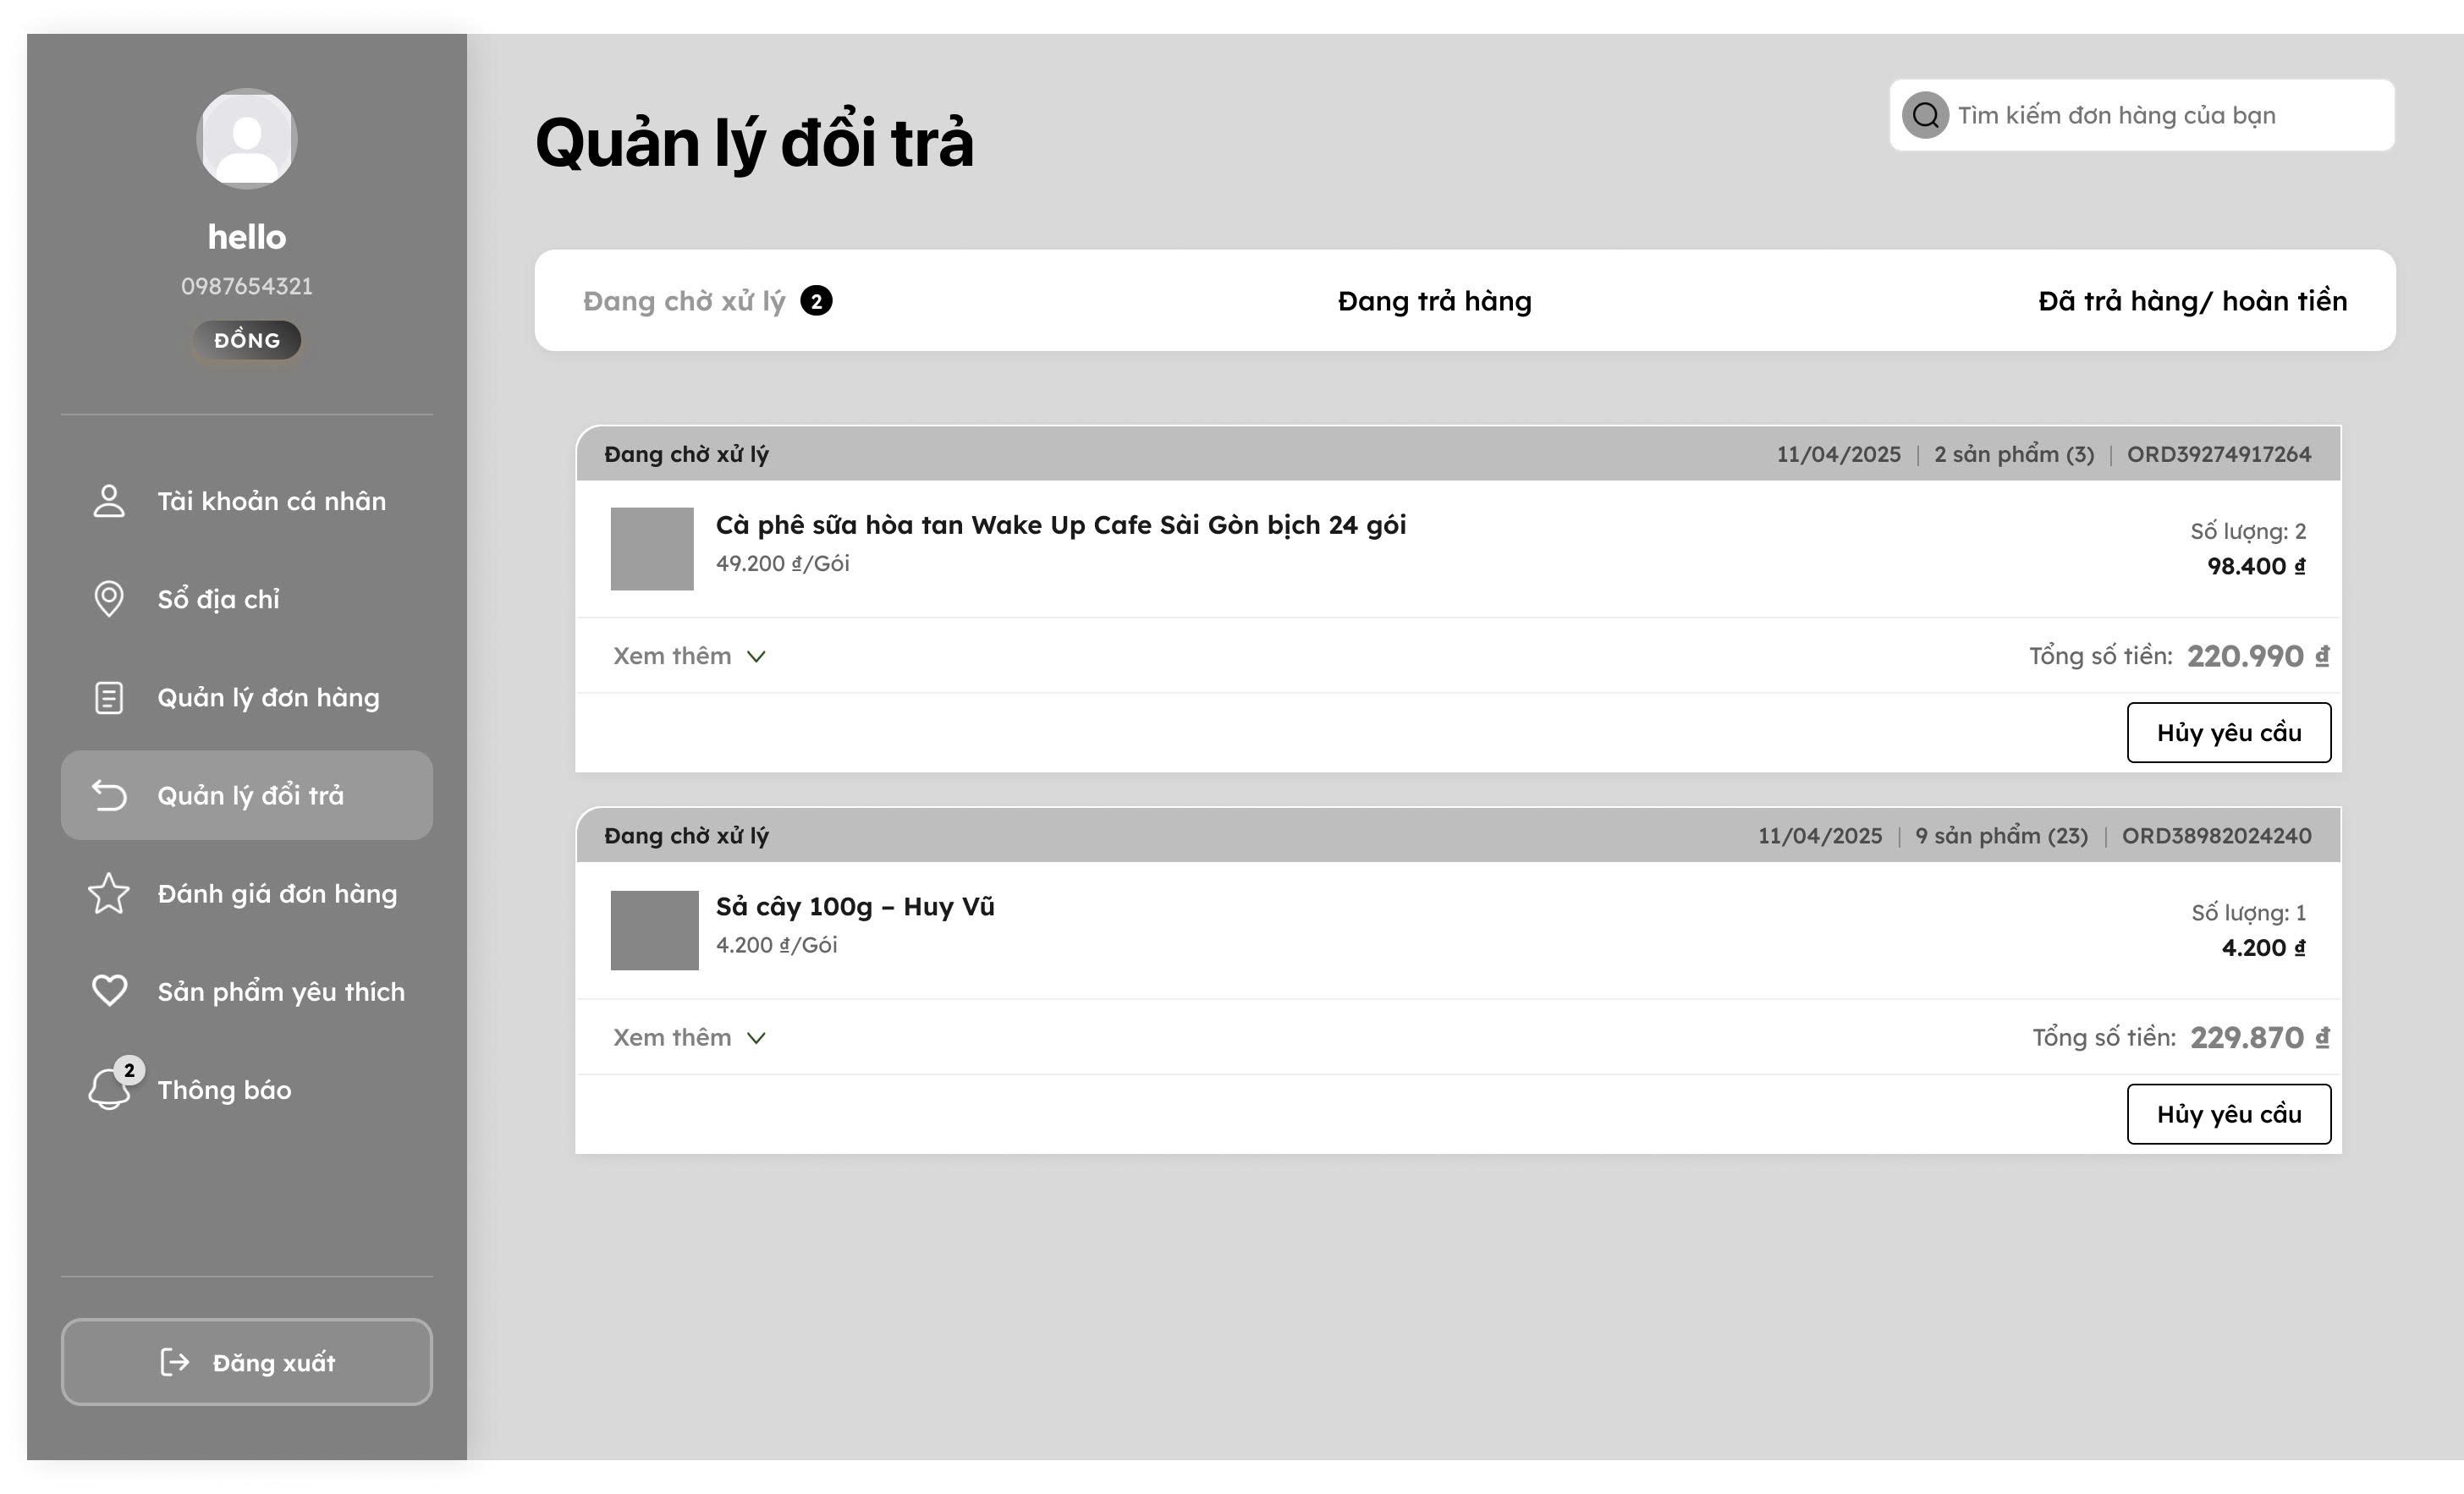 hello
0987654321
ĐỒNG
Tài khoản cá nhân
Sổ địa chỉ
Quản lý đơn hàng
Quản lý đổi trả
Đánh giá đơn hàng
Sản phẩm yêu thích
2
Thông báo
Đăng xuất
Quản lý đổi trả
Tìm kiếm đơn hàng của bạn
Đang chờ xử lý 2 Đang trả hàng Đã trả hàng/ hoàn tiền
Đang chờ xử lý 11/04/2025 | 2 sản phẩm (3) | ORD39274917264
Cà phê sữa hòa tan Wake Up Cafe Sài Gòn bịch 24 gói
49.200 ₫/Gói
Số lượng: 2
98.400 ₫
Xem thêm Tổng số tiền: 220.990 ₫
Hủy yêu cầu
Đang chờ xử lý 11/04/2025 | 9 sản phẩm (23) | ORD38982024240
Sả cây 100g – Huy Vũ
4.200 ₫/Gói
Số lượng: 1
4.200 ₫
Xem thêm Tổng số tiền: 229.870 ₫
Hủy yêu cầu